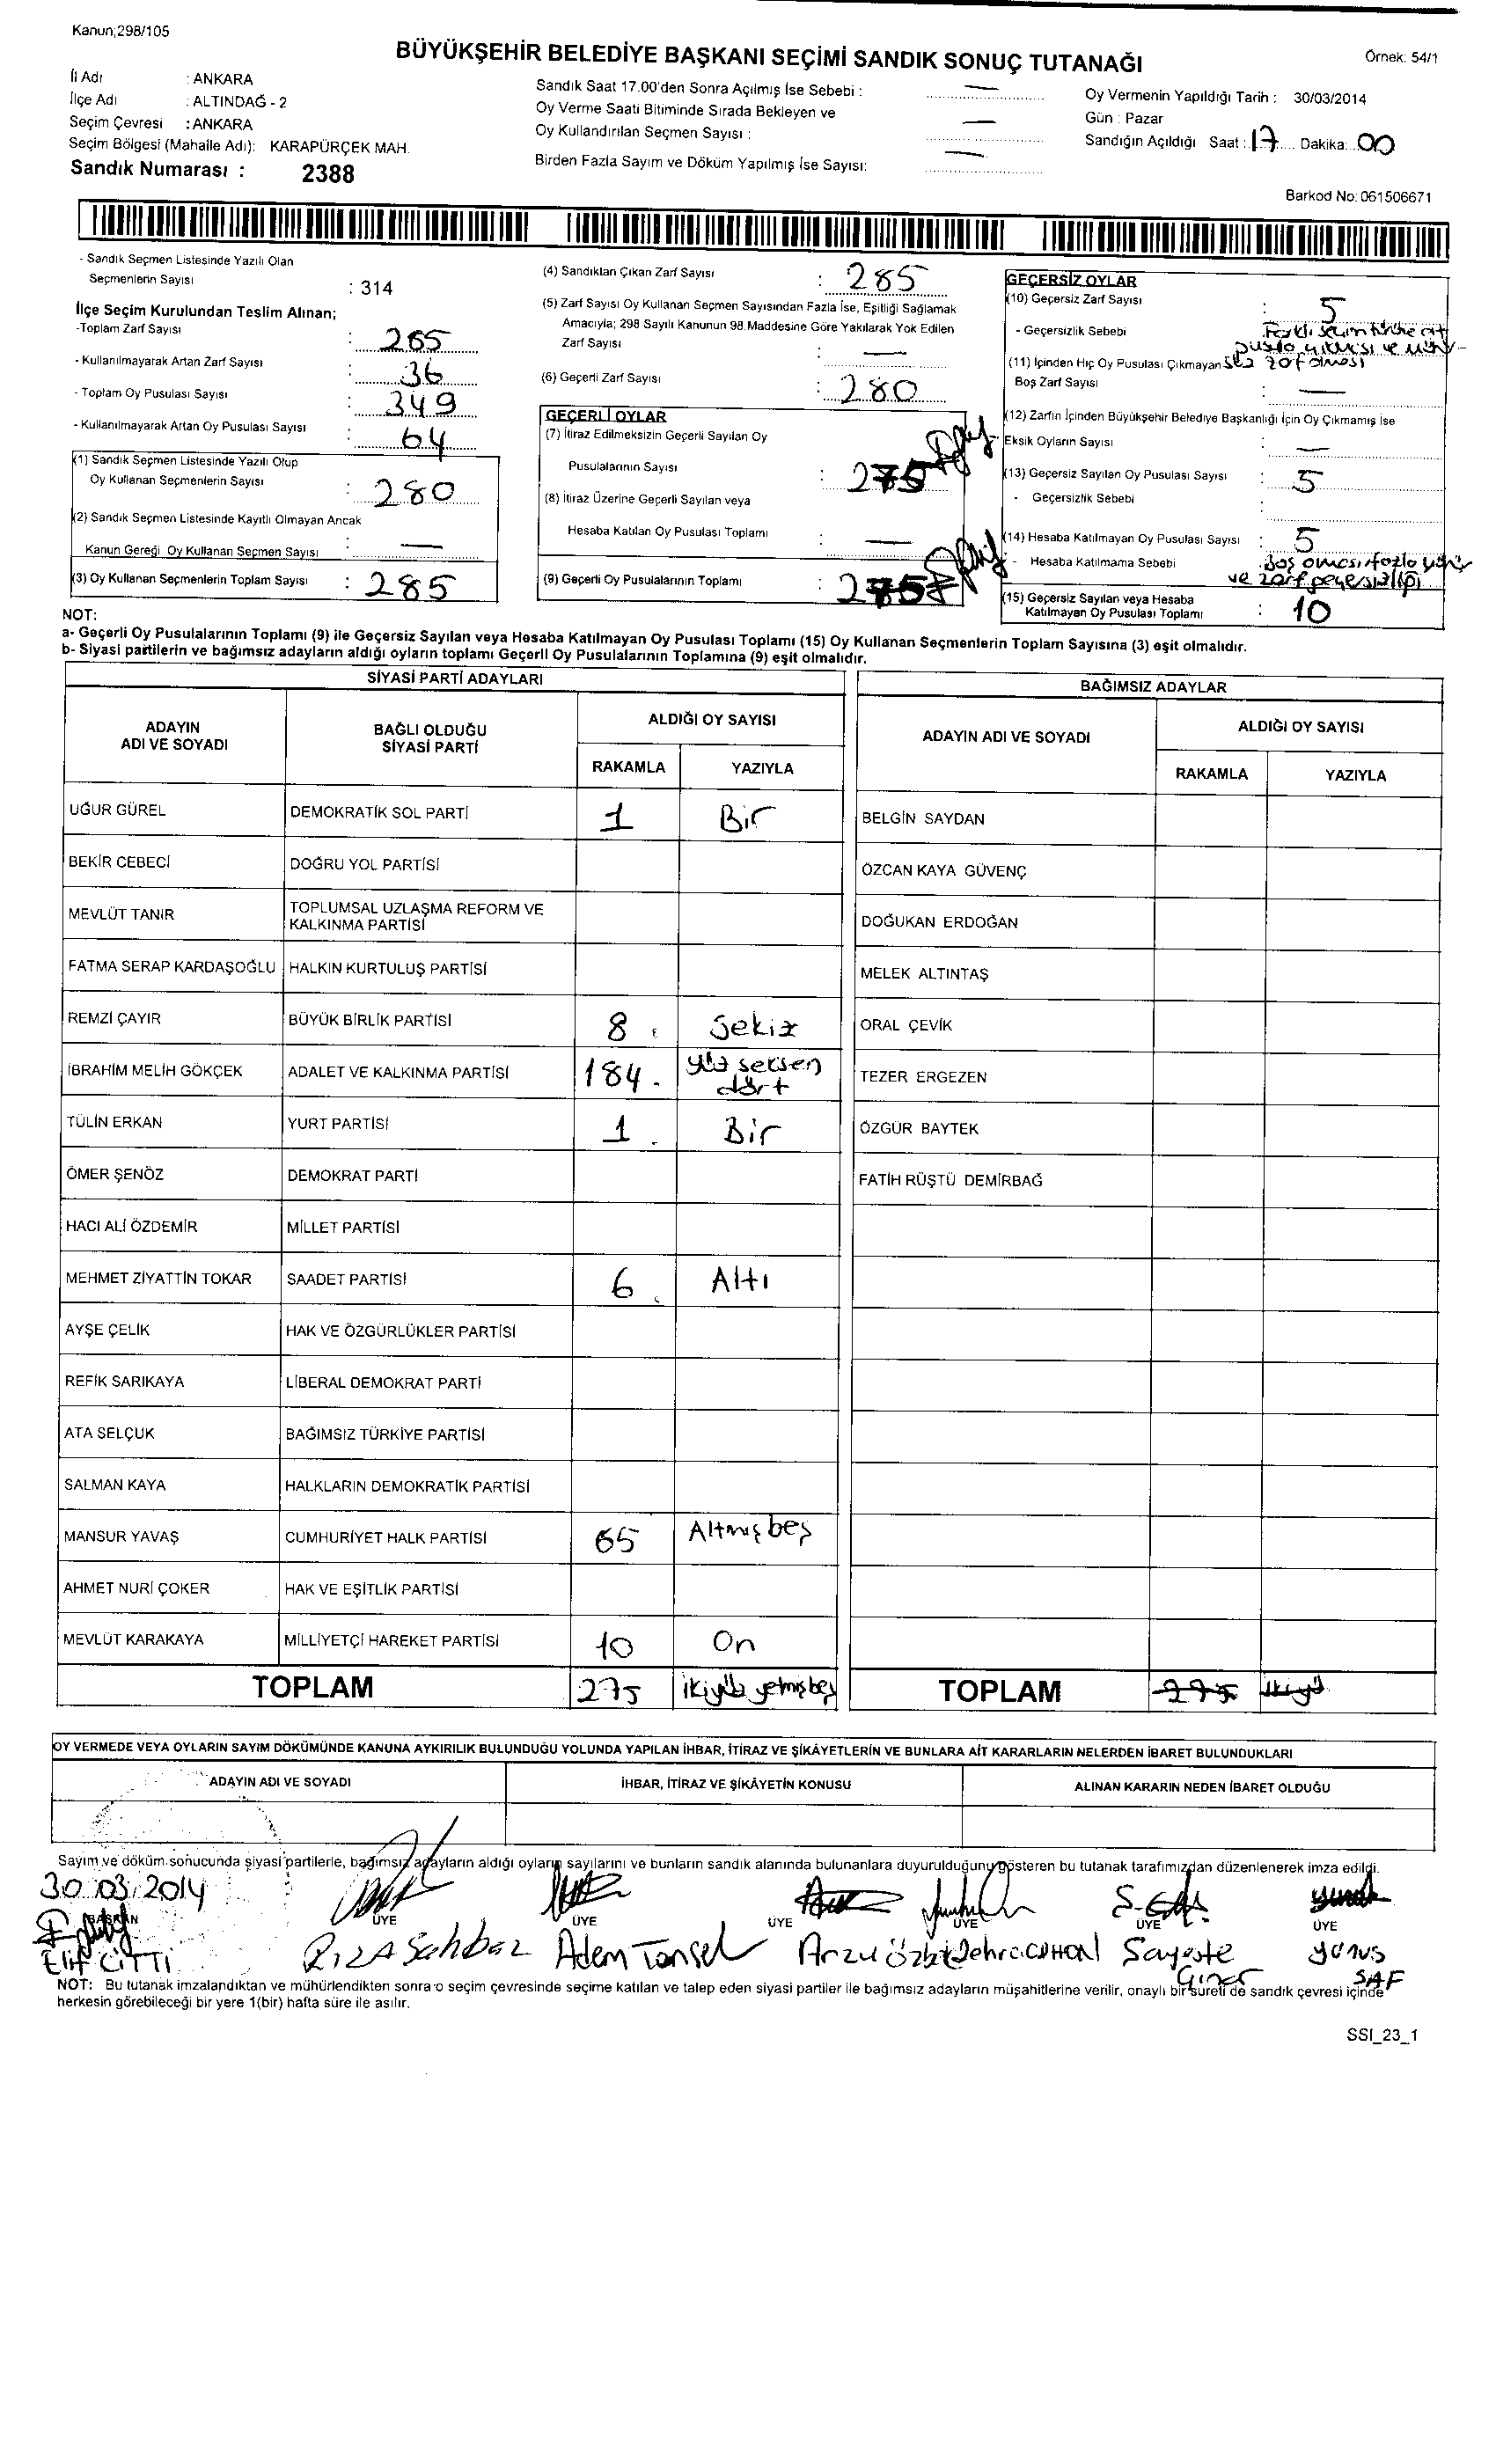 Kanun;298/105
BÜYÜKŞEHİR BELEDİYE BAŞKANI SEÇİMİ SANDIK SONUÇ TUTANAĞI
Örnek: 54/1
İl Adı : ANKARA
İlçe Adı : ALTINDAĞ - 2
Seçim Çevresi : ANKARA
Seçim Bölgesi (Mahalle Adı): KARAPÜRÇEK MAH.
Sandık Numarası : 2388
Sandık Saat 17.00'den Sonra Açılmış İse Sebebi : —
Oy Verme Saati Bitiminde Sırada Bekleyen ve
Oy Kullandırılan Seçmen Sayısı : —
Birden Fazla Sayım ve Döküm Yapılmış İse Sayısı: —
Oy Vermenin Yapıldığı Tarih : 30/03/2014
Gün : Pazar
Sandığın Açıldığı Saat : 17 Dakika: 00
Barkod No: 061506671
- Sandık Seçmen Listesinde Yazılı Olan
Seçmenlerin Sayısı : 314
İlçe Seçim Kurulundan Teslim Alınan;
-Toplam Zarf Sayısı : 265
- Kullanılmayarak Artan Zarf Sayısı : 36
- Toplam Oy Pusulası Sayısı : 349
- Kullanılmayarak Artan Oy Pusulası Sayısı : 64
(1) Sandık Seçmen Listesinde Yazılı Olup
Oy Kullanan Seçmenlerin Sayısı : 280
(2) Sandık Seçmen Listesinde Kayıtlı Olmayan Ancak
Kanun Gereği Oy Kullanan Seçmen Sayısı : —
(3) Oy Kullanan Seçmenlerin Toplam Sayısı : 285
(4) Sandıktan Çıkan Zarf Sayısı : 285
(5) Zarf Sayısı Oy Kullanan Seçmen Sayısından Fazla İse, Eşitliği Sağlamak
Amacıyla; 298 Sayılı Kanunun 98.Maddesine Göre Yakılarak Yok Edilen
Zarf Sayısı : —
(6) Geçerli Zarf Sayısı : 280
GEÇERLİ OYLAR
(7) İtiraz Edilmeksizin Geçerli Sayılan Oy
Pusulalarının Sayısı : 275
(8) İtiraz Üzerine Geçerli Sayılan veya
Hesaba Katılan Oy Pusulası Toplamı : —
(9) Geçerli Oy Pusulalarının Toplamı : 275
GEÇERSİZ OYLAR
(10) Geçersiz Zarf Sayısı : 5
- Geçersizlik Sebebi Farklı seçim türüne ait
pusla çıkması ve mühür-
süz zarf olması
(11) İçinden Hiç Oy Pusulası Çıkmayan
Boş Zarf Sayısı : —
(12) Zarfın İçinden Büyükşehir Belediye Başkanlığı İçin Oy Çıkmamış İse
Eksik Oyların Sayısı : —
(13) Geçersiz Sayılan Oy Pusulası Sayısı : 5
- Geçersizlik Sebebi :
(14) Hesaba Katılmayan Oy Pusulası Sayısı : 5
- Hesaba Katılmama Sebebi : Boş olması, fazla mühür
ve zarf geçersizliği
(15) Geçersiz Sayılan veya Hesaba
Katılmayan Oy Pusulası Toplamı : 10
NOT:
a- Geçerli Oy Pusulalarının Toplamı (9) ile Geçersiz Sayılan veya Hesaba Katılmayan Oy Pusulası Toplamı (15) Oy Kullanan Seçmenlerin Toplam Sayısına (3) eşit olmalıdır.
b- Siyasi partilerin ve bağımsız adayların aldığı oyların toplamı Geçerli Oy Pusulalarının Toplamına (9) eşit olmalıdır.
SİYASİ PARTİ ADAYLARI
BAĞIMSIZ ADAYLAR
ADAYIN ADI VE SOYADI BAĞLI OLDUĞU SİYASİ PARTİ ALDIĞI OY SAYISI
RAKAMLA YAZIYLA
ADAYIN ADI VE SOYADI ALDIĞI OY SAYISI
RAKAMLA YAZIYLA
UĞUR GÜREL DEMOKRATİK SOL PARTİ 1 Bir BELGİN SAYDAN
BEKİR CEBECİ DOĞRU YOL PARTİSİ ÖZCAN KAYA GÜVENÇ
MEVLÜT TANIR TOPLUMSAL UZLAŞMA REFORM VE KALKINMA PARTİSİ DOĞUKAN ERDOĞAN
FATMA SERAP KARDAŞOĞLU HALKIN KURTULUŞ PARTİSİ MELEK ALTINTAŞ
REMZİ ÇAYIR BÜYÜK BİRLİK PARTİSİ 8 Sekiz ORAL ÇEVİK
İBRAHİM MELİH GÖKÇEK ADALET VE KALKINMA PARTİSİ 184 yüz seksen dört TEZER ERGEZEN
TÜLİN ERKAN YURT PARTİSİ 1 Bir ÖZGÜR BAYTEK
ÖMER ŞENÖZ DEMOKRAT PARTİ FATİH RÜŞTÜ DEMİRBAĞ
HACI ALİ ÖZDEMİR MİLLET PARTİSİ
MEHMET ZİYATTİN TOKAR SAADET PARTİSİ 6 Altı
AYŞE ÇELİK HAK VE ÖZGÜRLÜKLER PARTİSİ
REFİK SARIKAYA LİBERAL DEMOKRAT PARTİ
ATA SELÇUK BAĞIMSIZ TÜRKİYE PARTİSİ
SALMAN KAYA HALKLARIN DEMOKRATİK PARTİSİ
MANSUR YAVAŞ CUMHURİYET HALK PARTİSİ 65 Altmışbeş
AHMET NURİ ÇOKER HAK VE EŞİTLİK PARTİSİ
MEVLÜT KARAKAYA MİLLİYETÇİ HAREKET PARTİSİ 10 On
TOPLAM 275 ikiyüz yetmişbeş TOPLAM 275 ikiyü
OY VERMEDE VEYA OYLARIN SAYIM DÖKÜMÜNDE KANUNA AYKIRILIK BULUNDUĞU YOLUNDA YAPILAN İHBAR, İTİRAZ VE ŞİKÂYETLERİN VE BUNLARA AİT KARARLARIN NELERDEN İBARET BULUNDUKLARI
ADAYIN ADI VE SOYADI İHBAR, İTİRAZ VE ŞİKÂYETİN KONUSU ALINAN KARARIN NEDEN İBARET OLDUĞU
Sayım ve döküm sonucunda siyasi partilerle, bağımsız adayların aldığı oyların sayılarını ve bunların sandık alanında bulunanlara duyurulduğunu gösteren bu tutanak tarafımızdan düzenlenerek imza edildi.
30.03.2014
BAŞKAN ÜYE ÜYE ÜYE ÜYE ÜYE ÜYE
Elif ÇİTTİ RIZA Şahbaz Adem Tansel Arzu Zehra Sayeste Giner Yunus SAF
NOT: Bu tutanak imzalandıktan ve mühürlendikten sonra o seçim çevresinde seçime katılan ve talep eden siyasi partiler ile bağımsız adayların müşahitlerine verilir, onaylı bir sureti de sandık çevresi içinde
herkesin görebileceği bir yere 1(bir) hafta süre ile asılır.
SSI_23_1